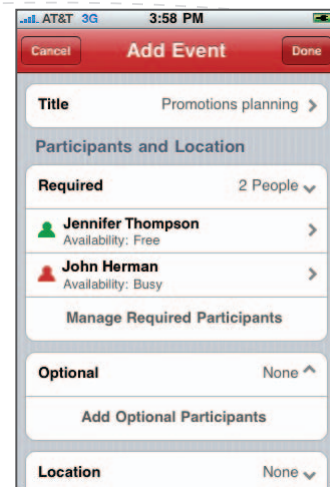 AT&T 3G 3:58 PM
Cancel Add Event Done
Title Promotions planning
Participants and Location
Required 2 People
Jennifer Thompson
Availability: Free
John Herman
Availability: Busy
Manage Required Participants
Optional None
Add Optional Participants
Location None